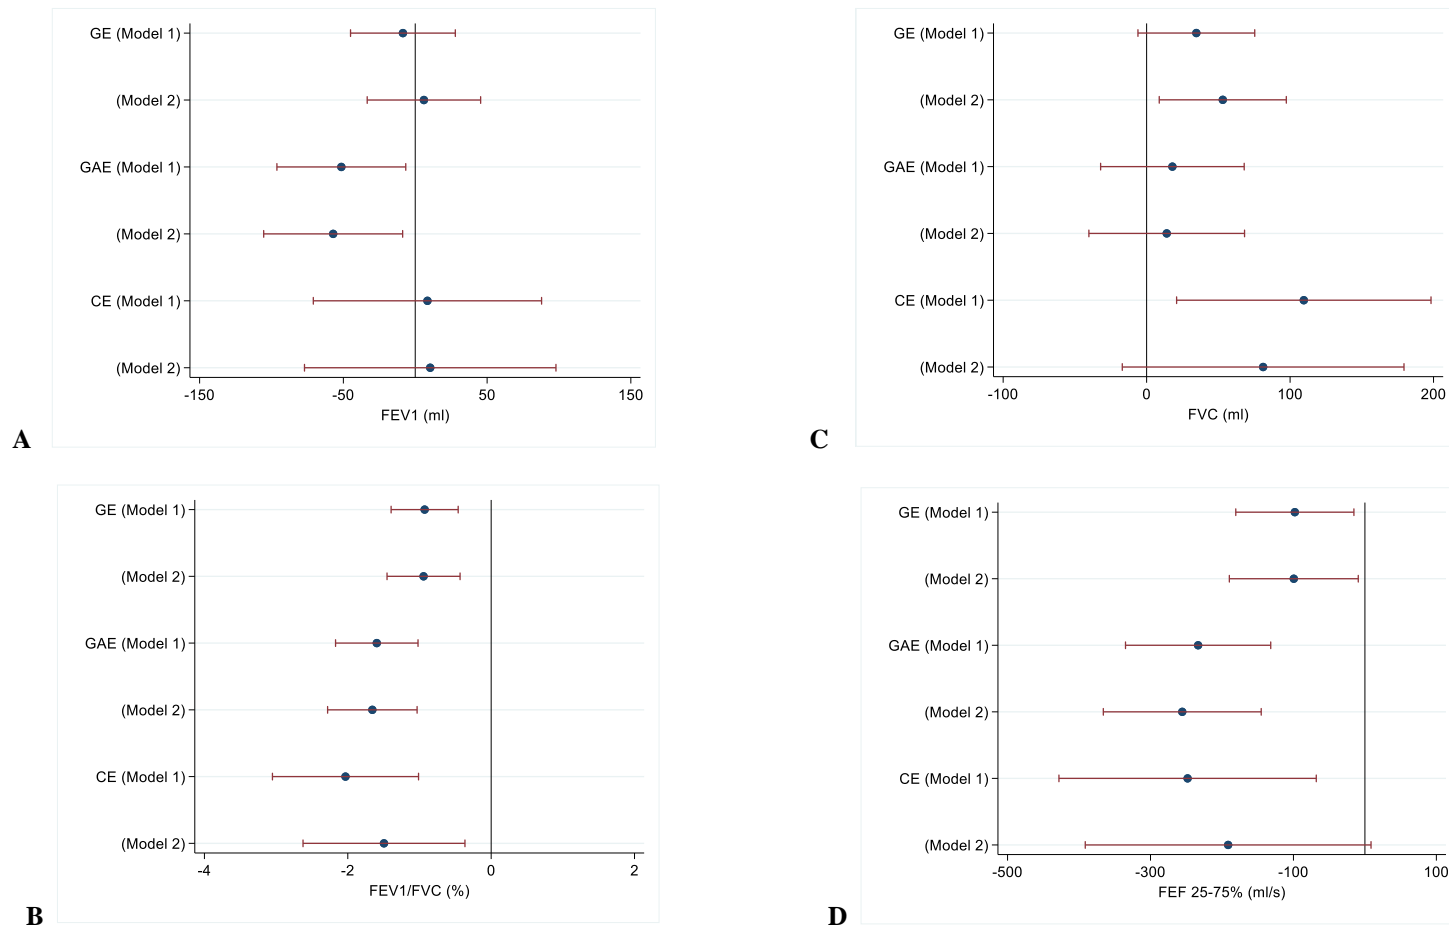 GE (Model 1)
(Model 2)
GAE (Model 1)
(Model 2)
CE (Model 1)
(Model 2)
-150 -50 50 150
FEV1 (ml)
A
GE (Model 1)
(Model 2)
GAE (Model 1)
(Model 2)
CE (Model 1)
(Model 2)
-100 0 100 200
FVC (ml)
C
GE (Model 1)
(Model 2)
GAE (Model 1)
(Model 2)
CE (Model 1)
(Model 2)
-4 -2 0 2
FEV1/FVC (%)
B
GE (Model 1)
(Model 2)
GAE (Model 1)
(Model 2)
CE (Model 1)
(Model 2)
-500 -300 -100 100
FEF 25-75% (ml/s)
D